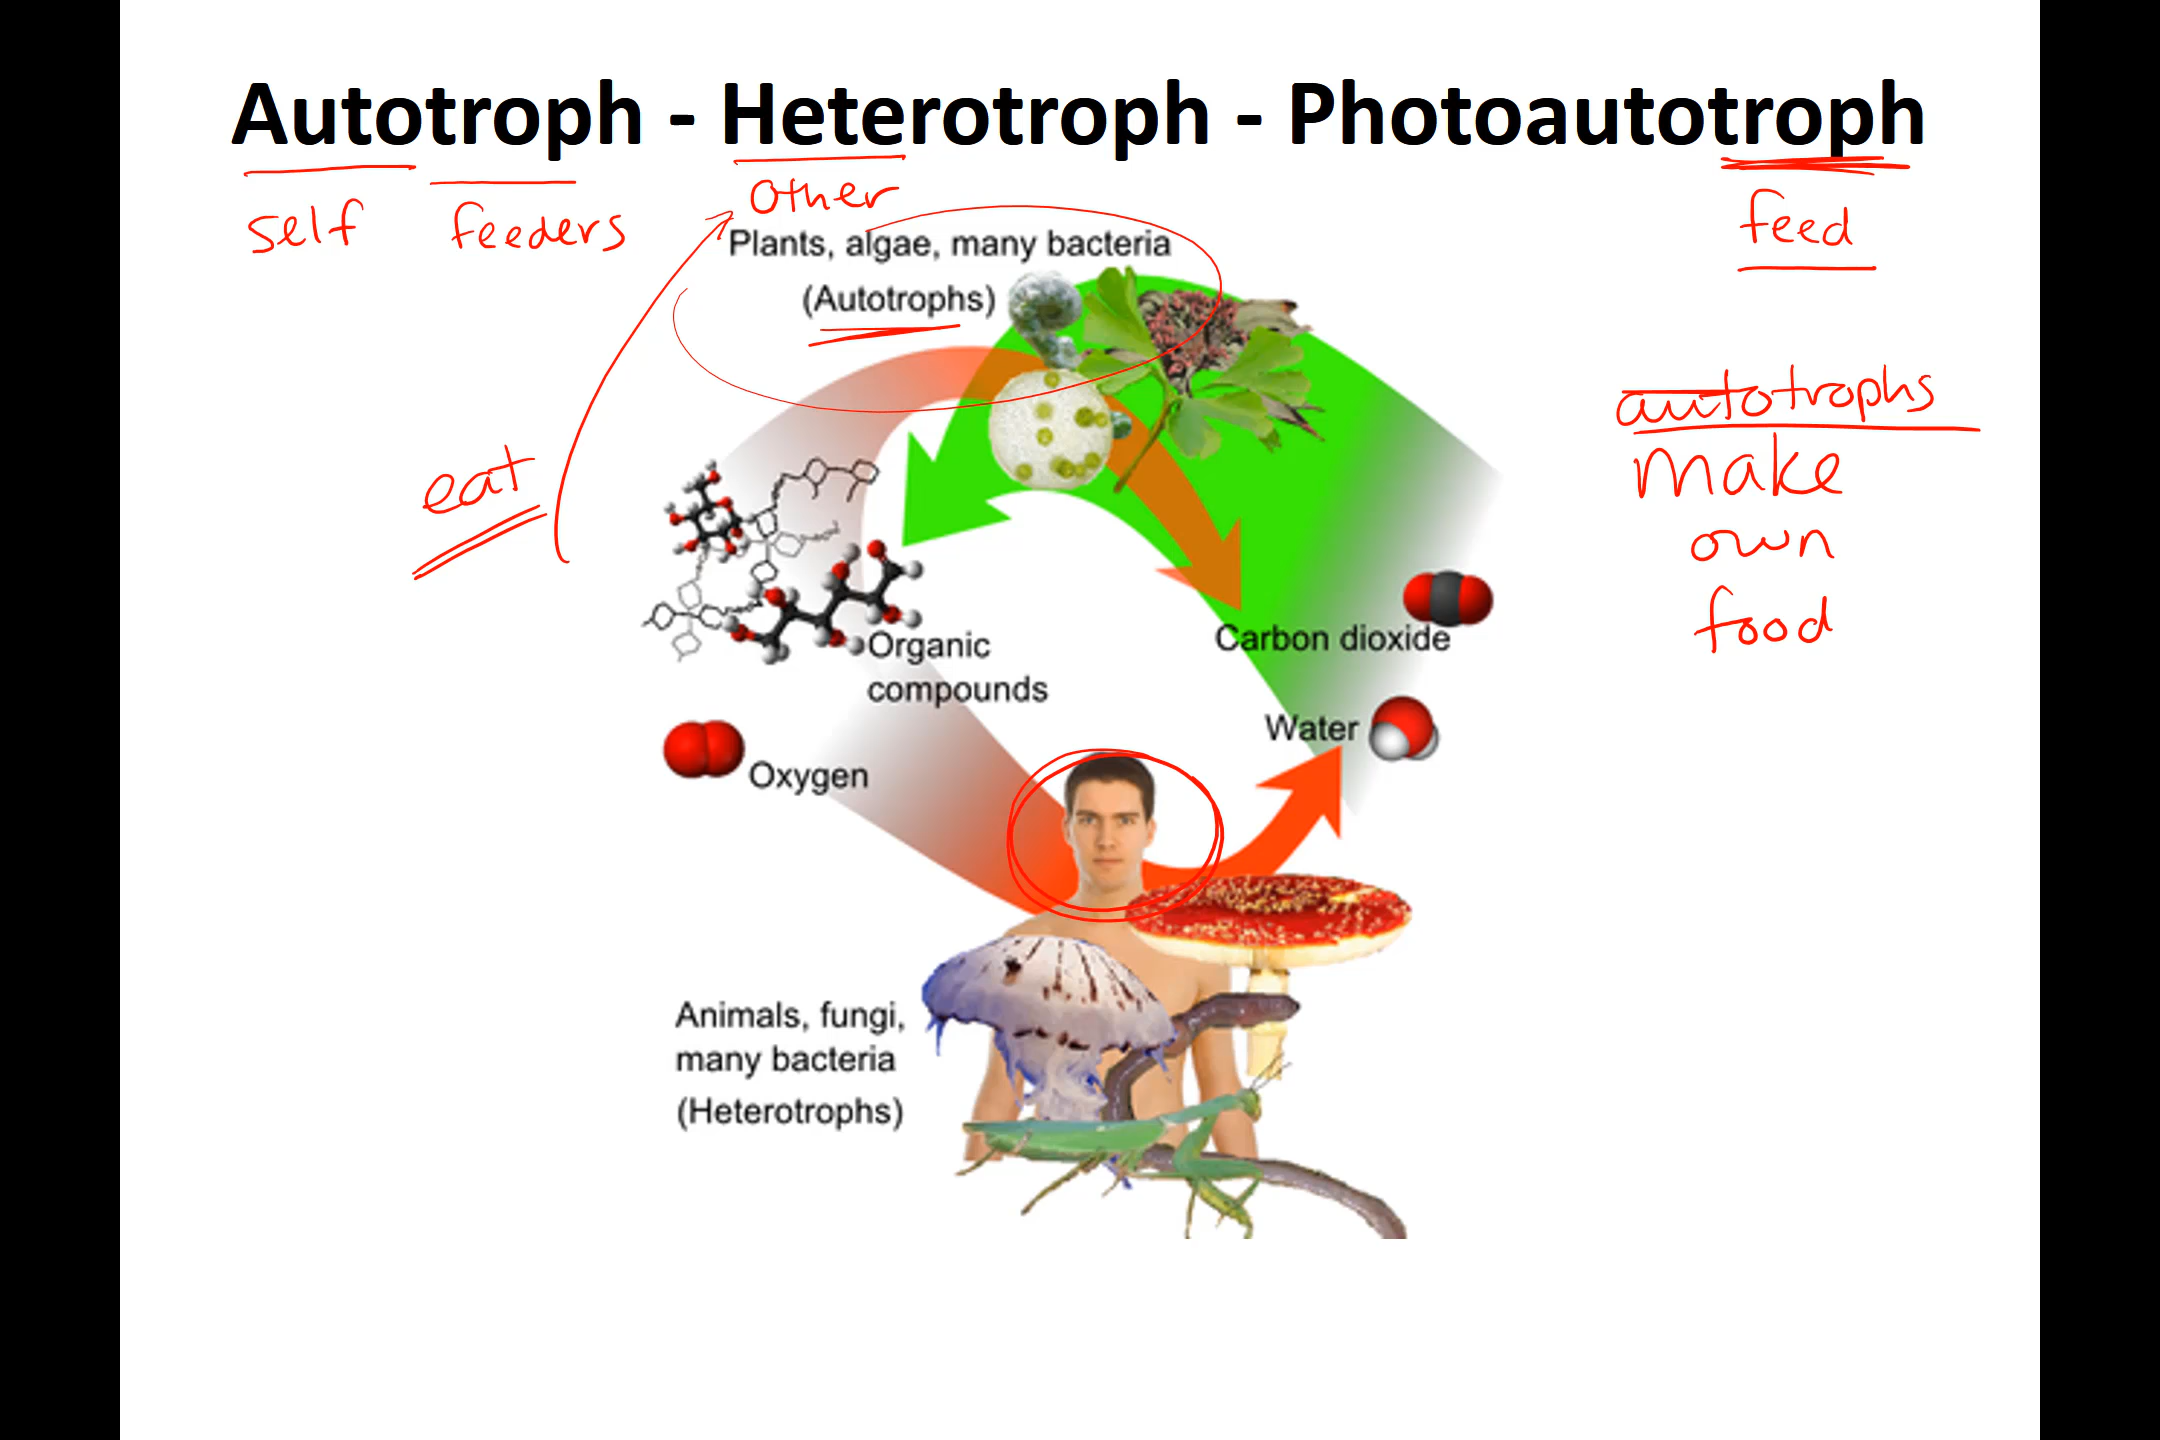 Autotroph - Heterotroph - Photoautotroph
self feeders
other
feed
Plants, algae, many bacteria
(Autotrophs)
autotrophs
make
own
food
eat
Organic
compounds
Carbon dioxide
Water
Oxygen
Animals, fungi,
many bacteria
(Heterotrophs)